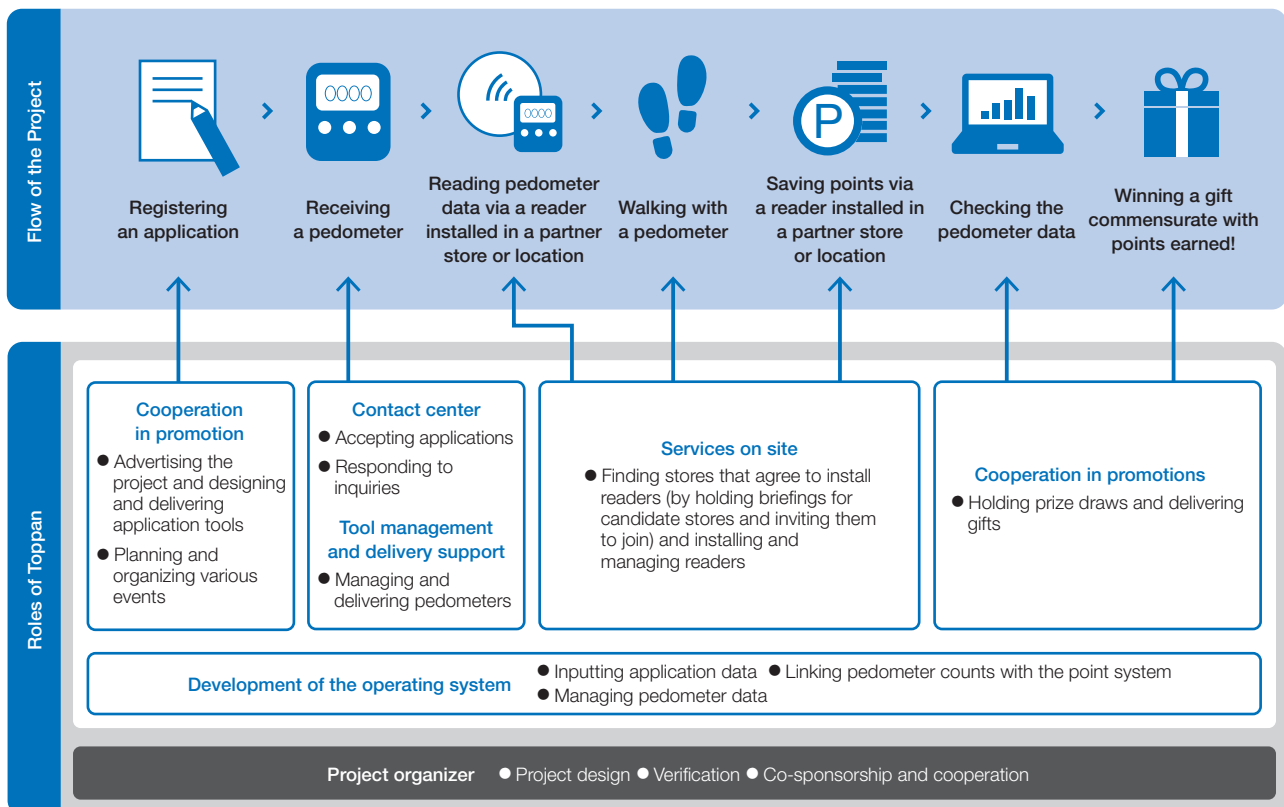 Flow of the Project
0000
0000
P
Registering
an application
Receiving
a pedometer
Reading pedometer
data via a reader
installed in a partner
store or location
Walking with
a pedometer
Saving points via
a reader installed in
a partner store
or location
Checking the
pedometer data
Winning a gift
commensurate with
points earned!
Roles of Toppan
Cooperation
in promotion
● Advertising the
project and designing
and delivering
application tools
● Planning and
organizing various
events
Contact center
● Accepting applications
● Responding to
inquiries
Tool management
and delivery support
● Managing and
delivering pedometers
Services on site
● Finding stores that agree to install
readers (by holding briefings for
candidate stores and inviting them
to join) and installing and
managing readers
Cooperation in promotions
● Holding prize draws and delivering
gifts
Development of the operating system
● Inputting application data ● Linking pedometer counts with the point system
● Managing pedometer data
Project organizer ● Project design ● Verification ● Co-sponsorship and cooperation